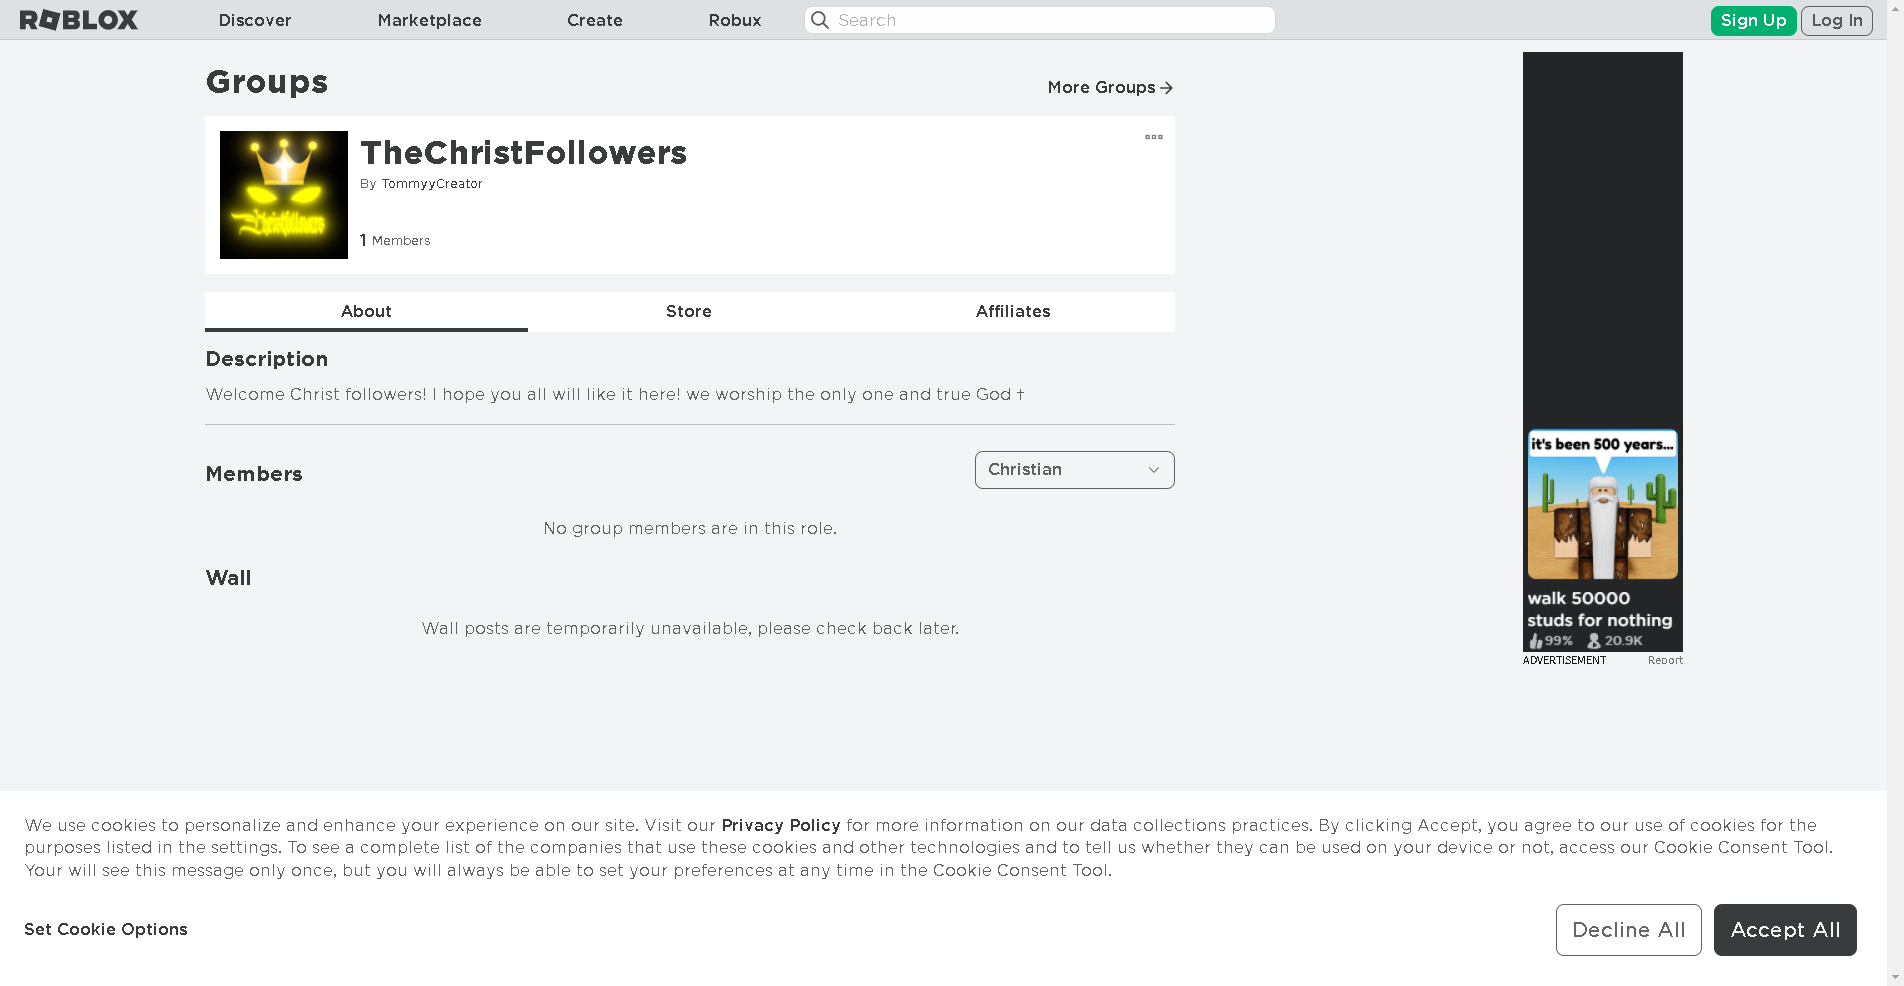 ROBLOX Discover Marketplace Create Robux Search Sign Up Log In
Groups
More Groups
TheChristFollowers
By TommyyCreator
1 Members
Christfollowers
About Store Affiliates
Description
Welcome Christ followers! I hope you all will like it here! we worship the only one and true God †
Members
Christian
No group members are in this role.
Wall
Wall posts are temporarily unavailable, please check back later.
it's been 500 years...
walk 50000
studs for nothing
99% 20.9K
ADVERTISEMENT Report
We use cookies to personalize and enhance your experience on our site. Visit our Privacy Policy for more information on our data collections practices. By clicking Accept, you agree to our use of cookies for the
purposes listed in the settings. To see a complete list of the companies that use these cookies and other technologies and to tell us whether they can be used on your device or not, access our Cookie Consent Tool.
Your will see this message only once, but you will always be able to set your preferences at any time in the Cookie Consent Tool.
Set Cookie Options
Decline All Accept All